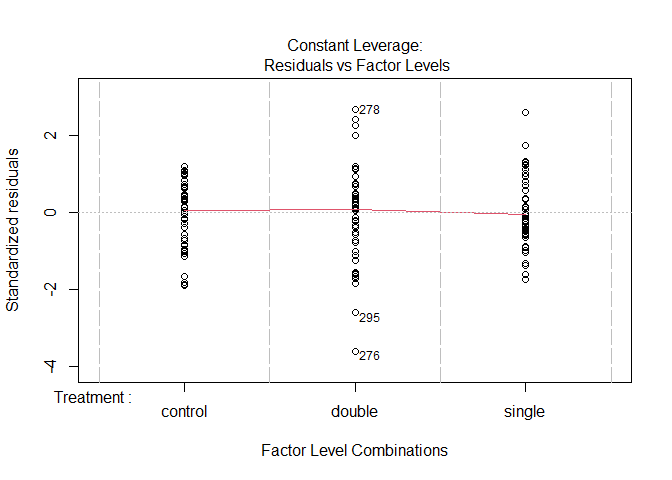 Constant Leverage:
Residuals vs Factor Levels
Standardized residuals
2
0
-2
-4
278
295
276
Treatment :
control
double
single
Factor Level Combinations